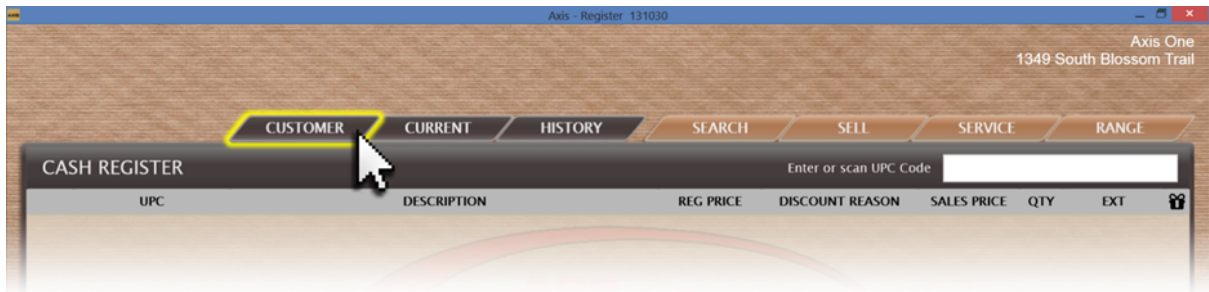 Axis - Register 131030
Axis One
1349 South Blossom Trail
CUSTOMER CURRENT HISTORY SEARCH SELL SERVICE RANGE
CASH REGISTER Enter or scan UPC Code
UPC DESCRIPTION REG PRICE DISCOUNT REASON SALES PRICE QTY EXT